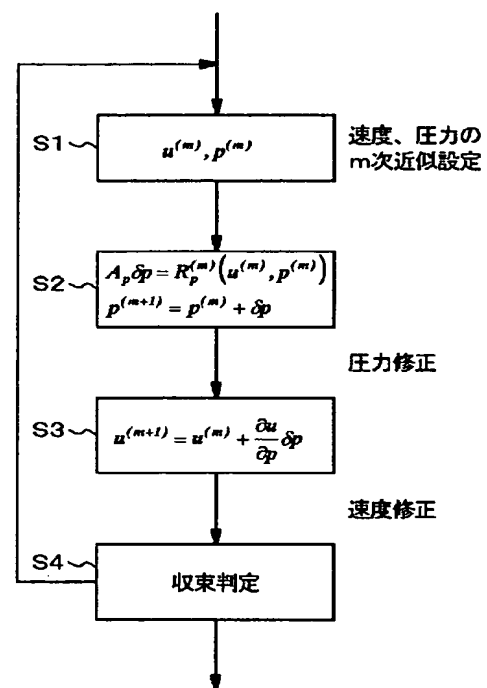 S1
u^(m), p^(m)
速度、圧力の
m次近似設定
S2
A_p δp = R_p^(m)(u^(m), p^(m))
p^(m+1) = p^(m) + δp
圧力修正
S3
u^(m+1) = u^(m) + ∂u/∂p δp
速度修正
S4
収束判定